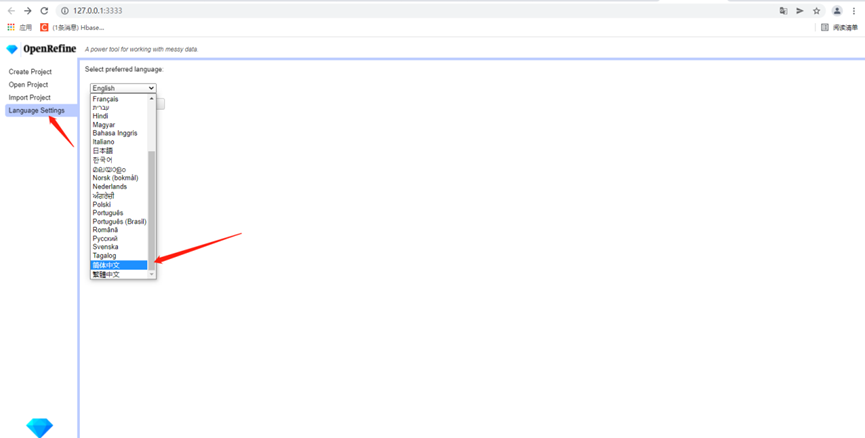 127.0.0.1:3333
应用
(1条消息) Hbase...
阅读清单
OpenRefine
A power tool for working with messy data.
Create Project
Open Project
Import Project
Language Settings
Select preferred language:
English
Français
עברית
Hindi
Magyar
Bahasa Inggris
Italiano
日本語
한국어
മലയാളം
Norsk (bokmål)
Nederlands
ਅੰਗਰੇਜ਼ੀ
Polski
Português
Português (Brasil)
Română
Русский
Svenska
Tagalog
简体中文
繁體中文